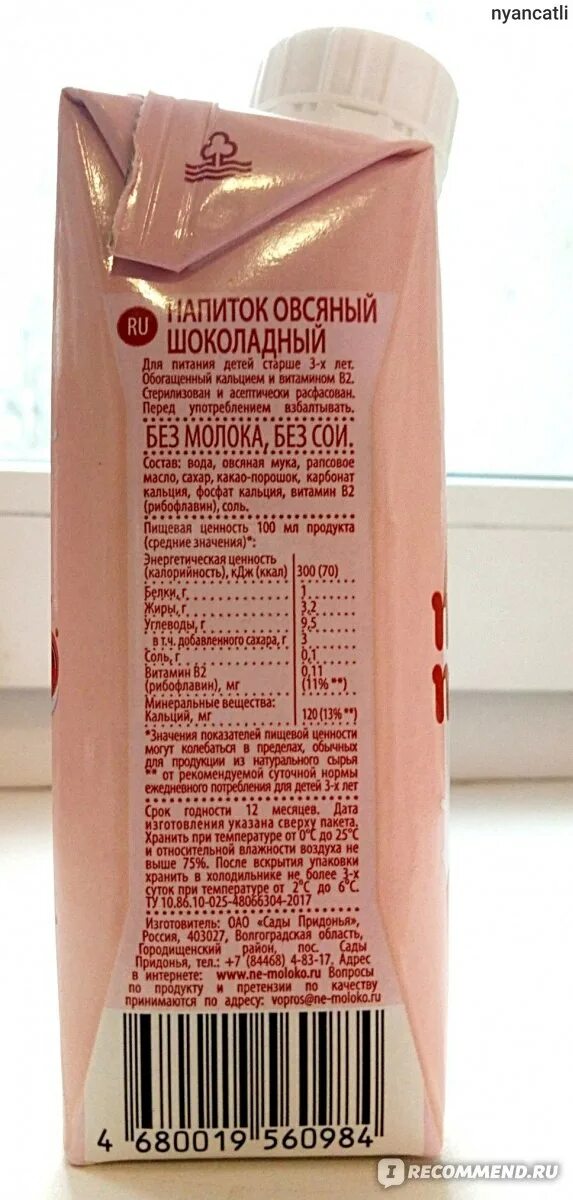 nyancatli
RU
НАПИТОК ОВСЯНЫЙ
ШОКОЛАДНЫЙ
Для питания детей старше 3-х лет.
Обогащенный кальцием и витамином В2.
Стерилизован и асептически расфасован.
Перед употреблением взбалтывать.
БЕЗ МОЛОКА, БЕЗ СОИ.
Состав: вода, овсяная мука, рапсовое
масло, сахар, какао-порошок, карбонат
кальция, фосфат кальция, витамин В2
(рибофлавин), соль.
Пищевая ценность 100 мл продукта
(средние значения)*:
Энергетическая ценность
(калорийность), кДж (ккал) 300 (70)
Белки, г 1
Жиры, г 3,2
Углеводы, г 9,5
в т.ч. добавленного сахара, г 3
Соль, г 0,1
Витамин В2 0,11
(рибофлавин), мг (11% **)
Минеральные вещества:
Кальций, мг 120 (13% **)
*Значения показателей пищевой ценности
могут колебаться в пределах, обычных
для продукции из натурального сырья
** от рекомендуемой суточной нормы
ежедневного потребления для детей 3-х лет
Срок годности 12 месяцев. Дата
изготовления указана сверху пакета.
Хранить при температуре от 0°С до 25°С
и относительной влажности воздуха не
выше 75%. После вскрытия упаковки
хранить в холодильнике не более 3-х
суток при температуре от 2°С до 6°С.
ТУ 10.86.10-025-48066304-2017
Изготовитель: ОАО «Сады Придонья»,
Россия, 403027, Волгоградская область,
Городищенский район, пос. Сады
Придонья, тел.: +7 (84468) 4-83-17. Адрес
в интернете: www.ne-moloko.ru Вопросы
по продукту и претензии по качеству
принимаются по адресу: vopros@ne-moloko.ru
4 680019 560984
IRECOMMEND.RU